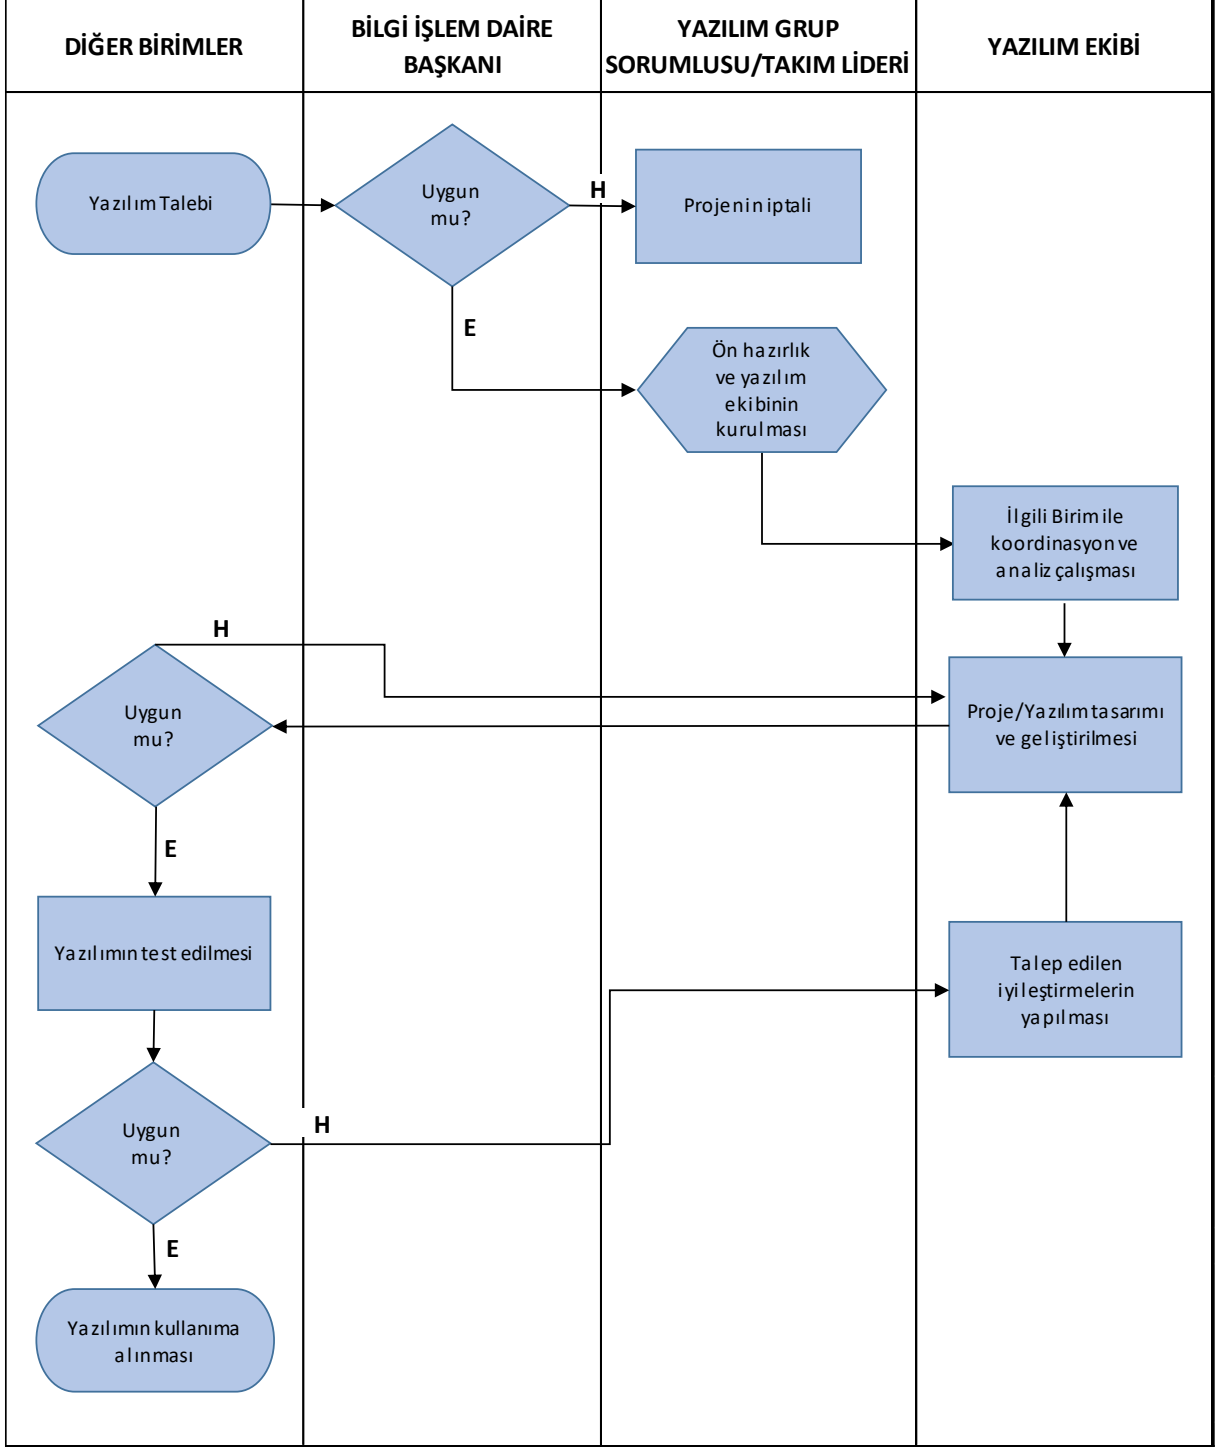 DİĞER BİRİMLER
BİLGİ İŞLEM DAİRE
BAŞKANI
YAZILIM GRUP
SORUMLUSU/TAKIM LİDERİ
YAZILIM EKİBİ
Yazılım Talebi
Uygun
mu?
H
Projenin iptali
E
Ön hazırlık
ve yazılım
ekibinin
kurulması
İlgili Birim ile
koordinasyon ve
analiz çalışması
H
Uygun
mu?
Proje/Yazılım tasarımı
ve geliştirilmesi
E
Yazılımın test edilmesi
Talep edilen
iyileştirmelerin
yapılması
Uygun
mu?
H
E
Yazılımın kullanıma
alınması